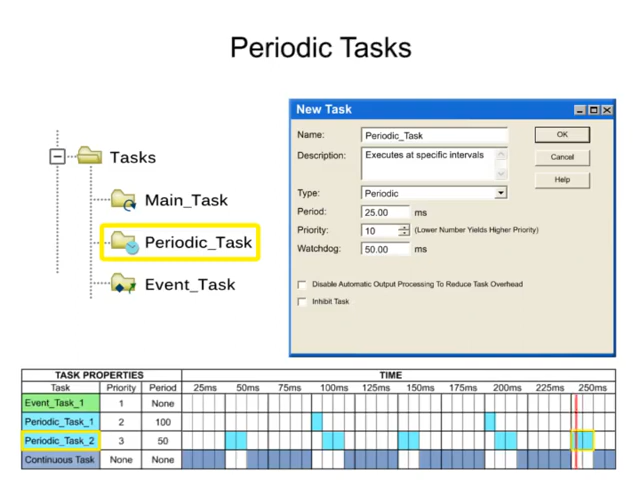 Periodic Tasks
Tasks
Main_Task
Periodic_Task
Event_Task
New Task
Name: Periodic_Task
OK
Description: Executes at specific intervals
Cancel
Help
Type: Periodic
Period: 25.00 ms
Priority: 10 (Lower Number Yields Higher Priority)
Watchdog: 50.00 ms
Disable Automatic Output Processing To Reduce Task Overhead
Inhibit Task
TASK PROPERTIES TIME
Task Priority Period 25ms 50ms 75ms 100ms 125ms 150ms 175ms 200ms 225ms 250ms
Event_Task_1 1 None
Periodic_Task_1 2 100
Periodic_Task_2 3 50
Continuous Task None None